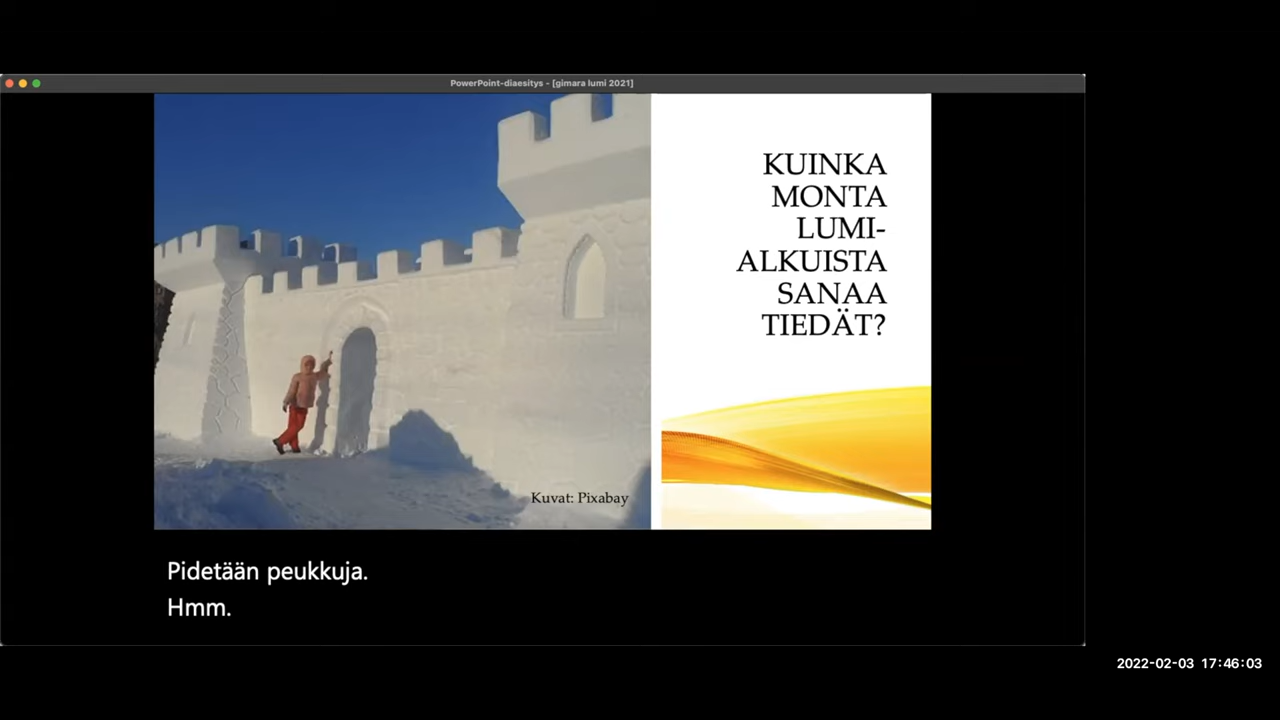 PowerPoint-diaesitys - [gimara lumi 2021]
KUINKA
MONTA
LUMI-
ALKUISTA
SANAA
TIEDÄT?
Kuvat: Pixabay
Pidetään peukkuja.
Hmm.
2022-02-03 17:46:03